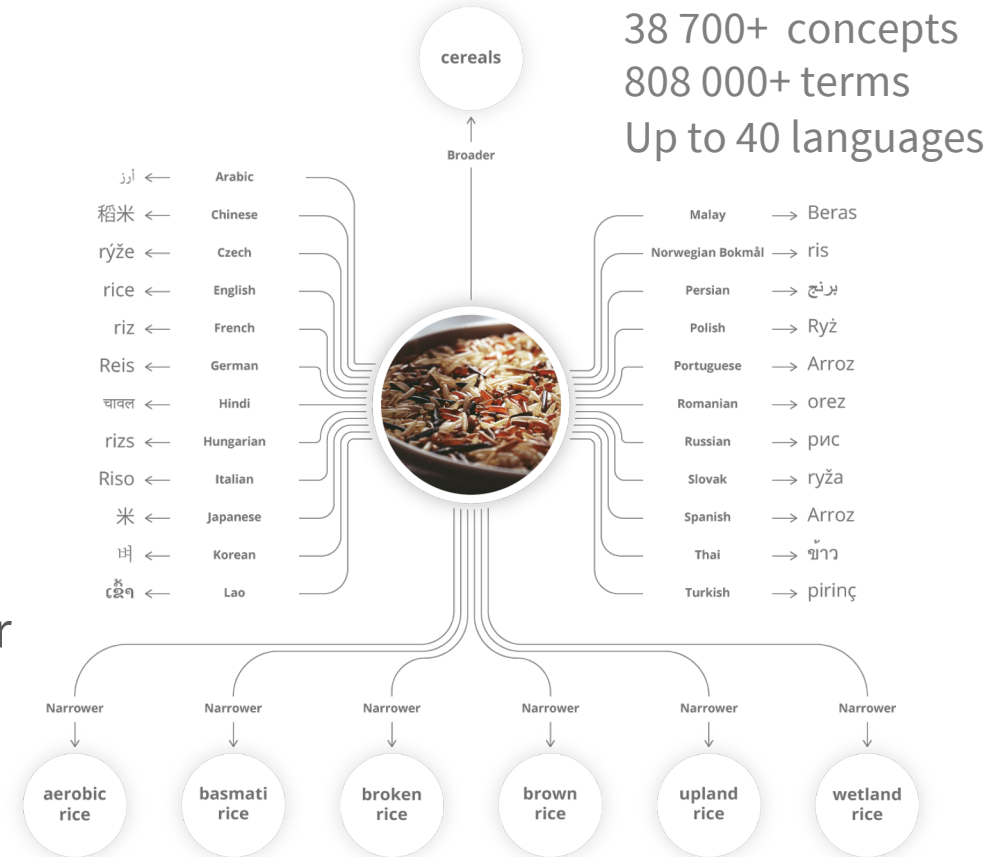 cereals
38 700+ concepts
808 000+ terms
Up to 40 languages
Broader
أرز ← Arabic
稻米 ← Chinese
rýže ← Czech
rice ← English
riz ← French
Reis ← German
चावल ← Hindi
rizs ← Hungarian
Riso ← Italian
米 ← Japanese
벼 ← Korean
ເຂົ້າ ← Lao
Malay → Beras
Norwegian Bokmål → ris
Persian → برنج
Polish → Ryż
Portuguese → Arroz
Romanian → orez
Russian → рис
Slovak → ryža
Spanish → Arroz
Thai → ข้าว
Turkish → pirinç
r
Narrower Narrower Narrower Narrower Narrower Narrower
aerobic
rice
basmati
rice
broken
rice
brown
rice
upland
rice
wetland
rice